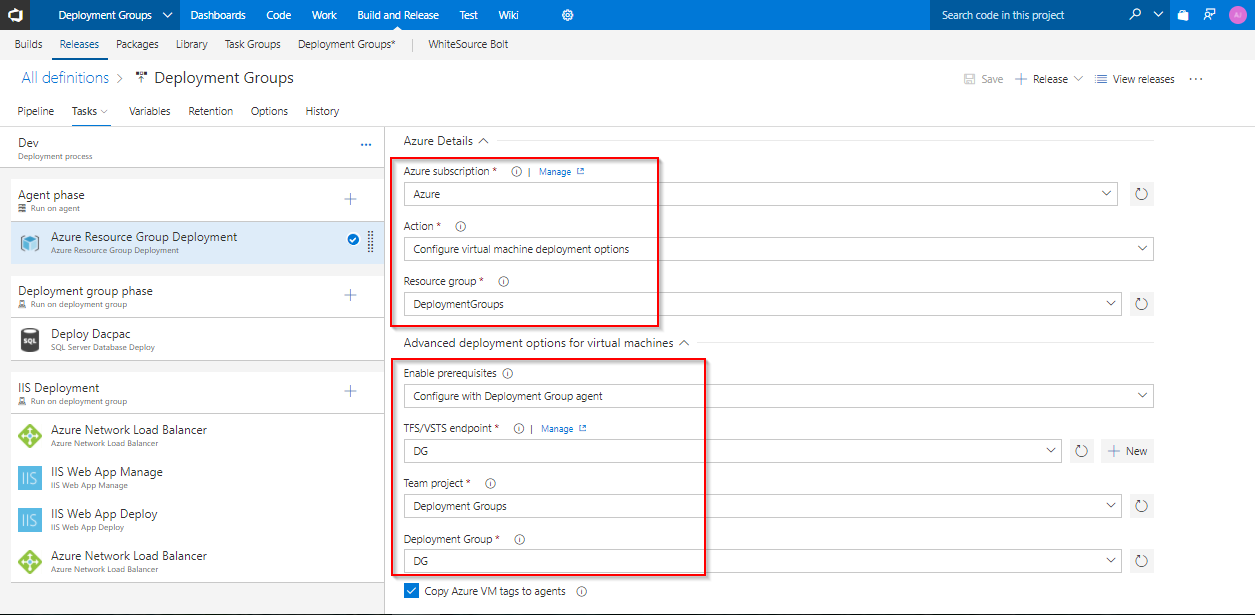 Deployment Groups Dashboards Code Work Build and Release Test Wiki Search code in this project AI
Builds Releases Packages Library Task Groups Deployment Groups* WhiteSource Bolt
All definitions > Deployment Groups Save Release View releases ...
Pipeline Tasks Variables Retention Options History
Dev ...
Deployment process
Agent phase
Run on agent
Azure Resource Group Deployment
Azure Resource Group Deployment
Deployment group phase
Run on deployment group
SQL
Deploy Dacpac
SQL Server Database Deploy
IIS Deployment
Run on deployment group
Azure Network Load Balancer
Azure Network Load Balancer
IIS
IIS Web App Manage
IIS Web App Manage
IIS
IIS Web App Deploy
IIS Web App Deploy
Azure Network Load Balancer
Azure Network Load Balancer
Azure Details
Azure subscription * | Manage
Azure
Action *
Configure virtual machine deployment options
Resource group *
DeploymentGroups
Advanced deployment options for virtual machines
Enable prerequisites
Configure with Deployment Group agent
TFS/VSTS endpoint * | Manage
DG New
Team project *
Deployment Groups
Deployment Group *
DG
Copy Azure VM tags to agents